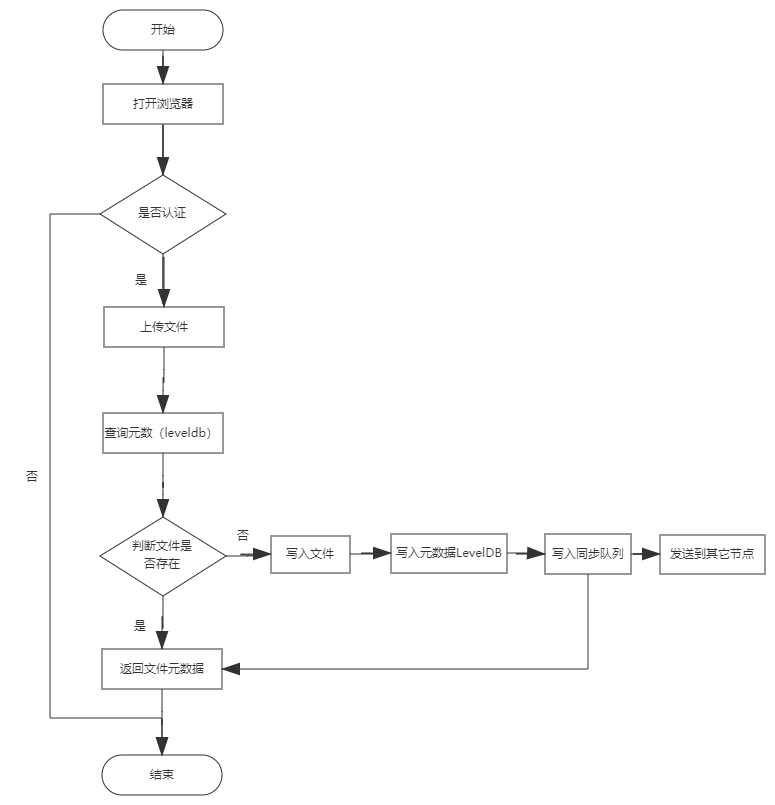 开始
打开浏览器
是否认证
是
上传文件
查询元数（leveldb）
否
判断文件是
否存在
否
写入文件
写入元数据LevelDB
写入同步队列
发送到其它节点
是
返回文件元数据
结束